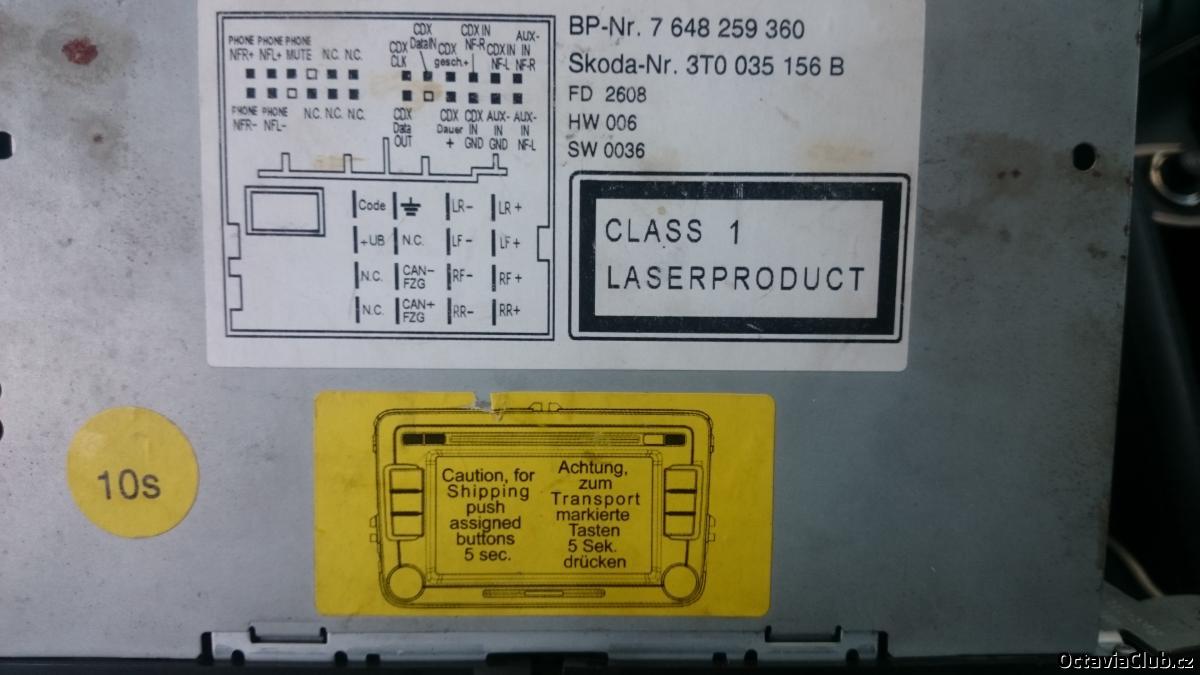 BP-Nr. 7 648 259 360
Skoda-Nr. 3T0 035 156 B
FD 2608
HW 006
SW 0036
PHONE PHONE PHONE
NFR+ NFL+ MUTE N.C. N.C.
CDX CLK
CDX DataIN
CDX gesch.+
CDX IN NF-R
CDX IN NF-L
AUX-IN NF-R
PHONE PHONE N.C. N.C. N.C.
NFR- NFL-
CDX Data OUT
CDX Dauer +
CDX IN GND
AUX-IN GND
AUX-IN NF-L
Code LR- LR+
+UB N.C. LF- LF+
N.C. CAN-FZG RF- RF+
N.C. CAN+FZG RR- RR+
CLASS 1
LASERPRODUCT
10s
Caution, for
Shipping
push
assigned
buttons
5 sec.
Achtung,
zum
Transport
markierte
Tasten
5 Sek.
drücken
OctaviaClub.cz